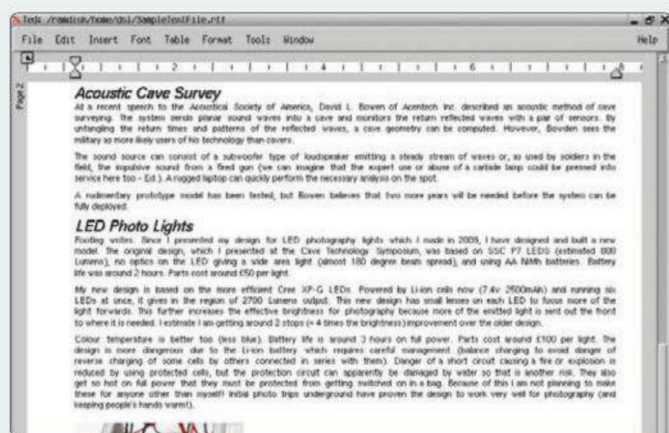 Ted: /ramdisk/home/dsl/SampleTextFile.rtf
File Edit Insert Font Table Format Tools Window Help
2 4 6 8
Page 2
Acoustic Cave Survey
At a recent speech to the Acoustical Society of America, David L. Bowen of Acentech Inc. described an acoustic method of cave
surveying. The system sends planar sound waves into a cave and monitors the return reflected waves with a pair of sensors. By
untangling the return times and patterns of the reflected waves, a cave geometry can be computed. However, Bowden sees the
military as more likely users of his technology than cavers.
The sound source can consist of a subwoofer type of loudspeaker emitting a steady stream of waves or, as used by soldiers in the
field, the impulsive sound from a fired gun (we can imagine that the expert use or abuse of a carbide lamp could be pressed into
service here too - Ed.). A rugged laptop can quickly perform the necessary analysis on the spot.
A rudimentary prototype model has been tested, but Bowen believes that two more years will be needed before the system can be
fully deployed.
LED Photo Lights
Footleg writes: Since I presented my design for LED photography lights which I made in 2009, I have designed and built a new
model. The original design, which I presented at the Cave Technology Symposium, was based on SSC P7 LEDS (estimated 800
Lumens), no optics on the LED giving a wide area light (almost 180 degree beam spread), and using AA NiMh batteries. Battery
life was around 2 hours. Parts cost around £50 per light.
My new design is based on the more efficient Cree XP-G LEDs. Powered by Li-ion cells now (7.4v 2500mAh) and running six
LEDs at once, it gives in the region of 2700 Lumens output. This new design has small lenses on each LED to focus more of the
light forwards. This further increases the effective brightness for photography because more of the emitted light is sent out the front
to where it is needed. I estimate I am getting around 2 stops (= 4 times the brightness) improvement over the older design.
Colour temperature is better too (less blue). Battery life is around 3 hours on full power. Parts cost around £100 per light. The
design is more dangerous due to the Li-ion battery which requires careful management (balance charging to avoid danger of
reverse charging of some cells by others connected in series with them). Danger of a short circuit causing a fire or explosion is
reduced by using protected cells, but the protection circuit can apparently be damaged by water so that is another risk. They also
get so hot on full power that they must be protected from getting switched on in a bag. Because of this I am not planning to make
these for anyone other than myself! Initial photo trips underground have proven the design to work very well for photography (and
keeping people's hands warm!).